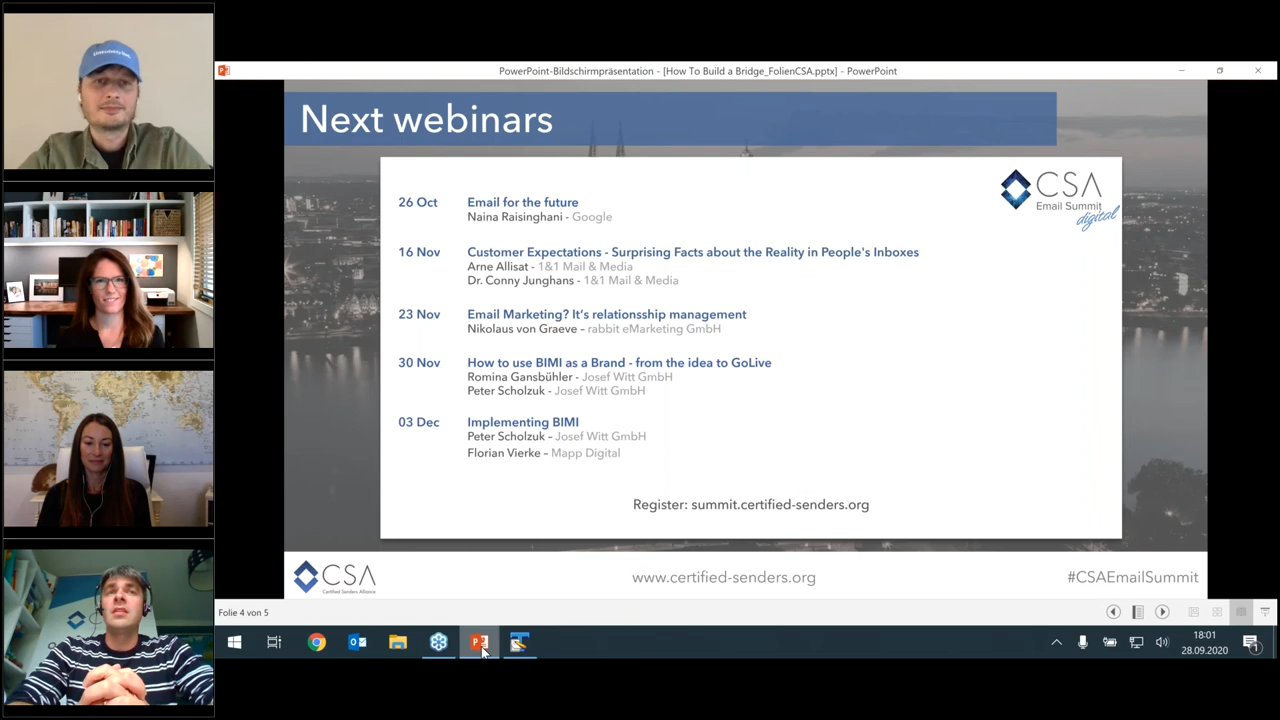 PowerPoint-Bildschirmpräsentation - [How To Build a Bridge_FolienCSA.pptx] - PowerPoint
Next webinars
CSA
Email Summit
digital
26 Oct Email for the future
Naina Raisinghani - Google
16 Nov Customer Expectations - Surprising Facts about the Reality in People's Inboxes
Arne Allisat - 1&1 Mail & Media
Dr. Conny Junghans - 1&1 Mail & Media
23 Nov Email Marketing? It's relationsship management
Nikolaus von Graeve – rabbit eMarketing GmbH
30 Nov How to use BIMI as a Brand - from the idea to GoLive
Romina Gansbühler - Josef Witt GmbH
Peter Scholzuk - Josef Witt GmbH
03 Dec Implementing BIMI
Peter Scholzuk – Josef Witt GmbH
Florian Vierke – Mapp Digital
Register: summit.certified-senders.org
CSA
Certified Senders Alliance
www.certified-senders.org
#CSAEmailSummit
Folie 4 von 5
18:01
28.09.2020
1